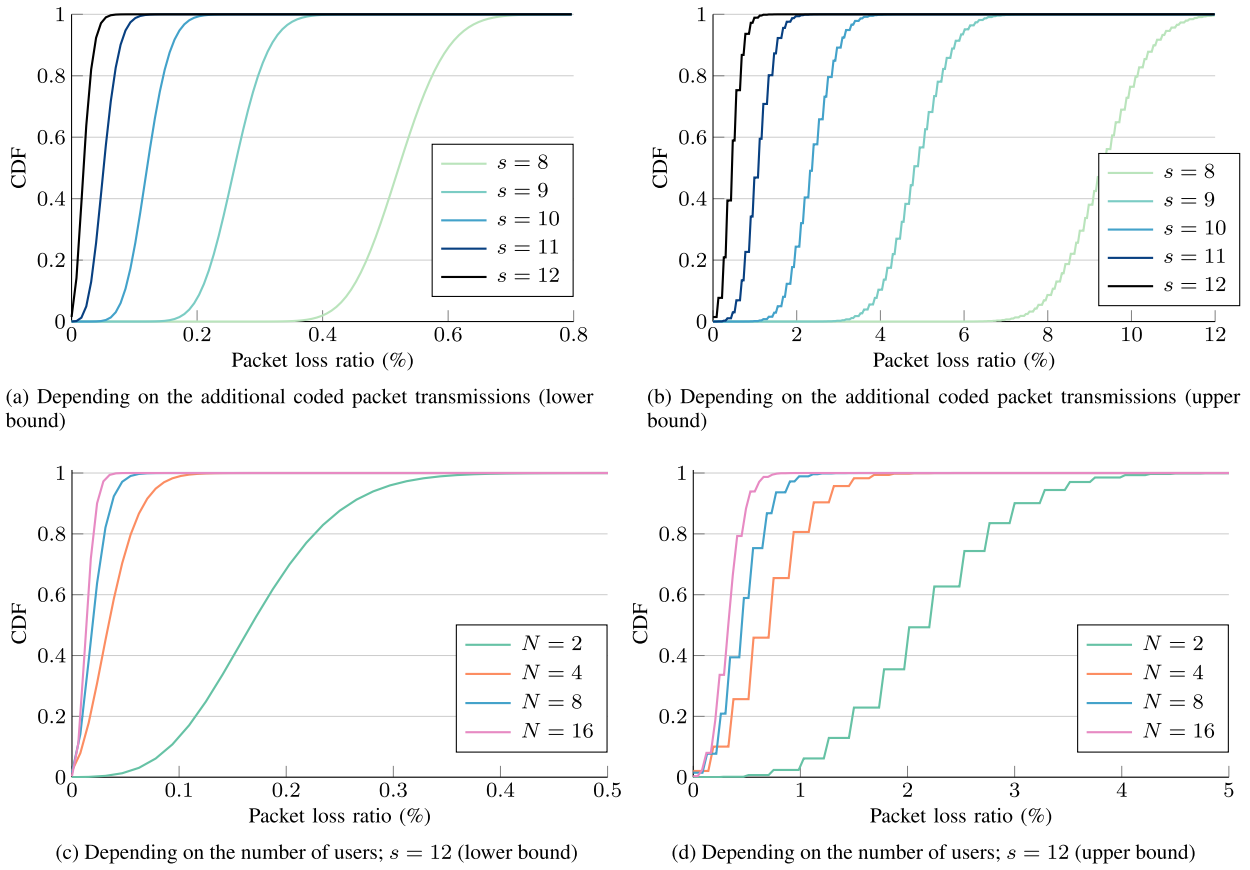 1
0.8
0.6
0.4
0.2
0
CDF
0 0.2 0.4 0.6 0.8
Packet loss ratio (%)
s = 8
s = 9
s = 10
s = 11
s = 12
(a) Depending on the additional coded packet transmissions (lower
bound)
1
0.8
0.6
0.4
0.2
0
CDF
0 2 4 6 8 10 12
Packet loss ratio (%)
s = 8
s = 9
s = 10
s = 11
s = 12
(b) Depending on the additional coded packet transmissions (upper
bound)
1
0.8
0.6
0.4
0.2
0
CDF
0 0.1 0.2 0.3 0.4 0.5
Packet loss ratio (%)
N = 2
N = 4
N = 8
N = 16
(c) Depending on the number of users; s = 12 (lower bound)
1
0.8
0.6
0.4
0.2
0
CDF
0 1 2 3 4 5
Packet loss ratio (%)
N = 2
N = 4
N = 8
N = 16
(d) Depending on the number of users; s = 12 (upper bound)